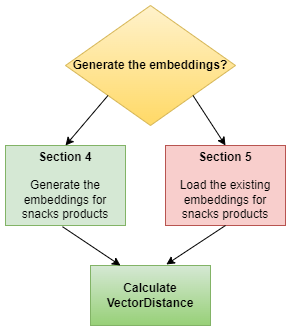 Generate the embeddings?
Section 4
Generate the
embeddings for
snacks products
Section 5
Load the existing
embeddings for
snacks products
Calculate
VectorDistance